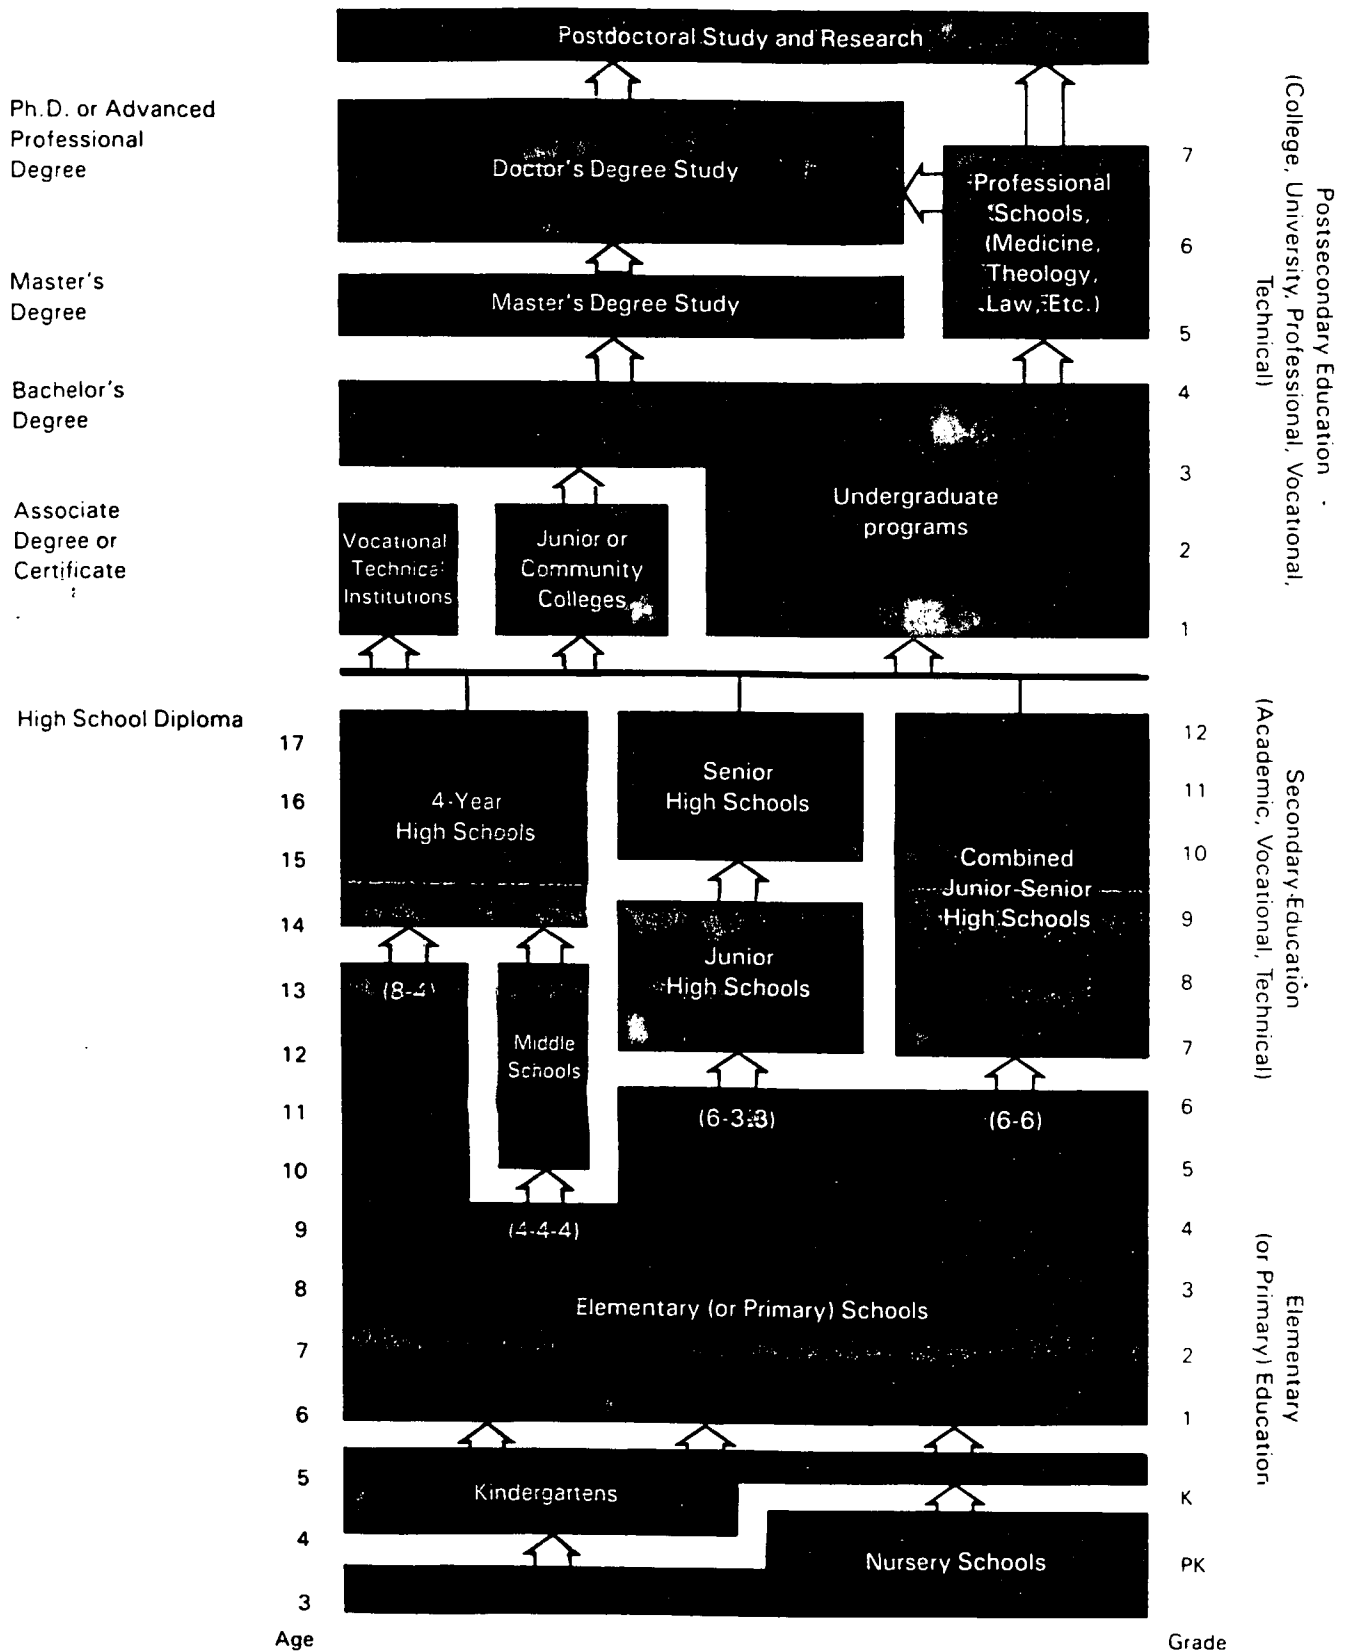 Postdoctoral Study and Research
Ph.D. or Advanced
Professional
Degree
Doctor's Degree Study
7
Professional
Schools,
(Medicine,
Theology,
Law, Etc.)
6
Master's
Degree
Master's Degree Study
5
Bachelor's
Degree
4
3
Undergraduate
programs
Associate
Degree or
Certificate
Vocational
Technical
Institutions
Junior or
Community
Colleges
2
1
Postsecondary Education
(College, University, Professional, Vocational,
Technical)
High School Diploma
17
12
16
11
15
10
14
9
4-Year
High Schools
Senior
High Schools
Combined
Junior-Senior
High Schools
Junior
High Schools
13
8
(8-4)
Middle
Schools
12
7
Secondary Education
(Academic, Vocational, Technical)
11
6
(6-3-3)
(6-6)
10
5
9
4
(4-4-4)
8
3
Elementary (or Primary) Schools
7
2
6
1
Elementary
(or Primary) Education
5
Kindergartens
K
4
Nursery Schools
PK
3
Age
Grade